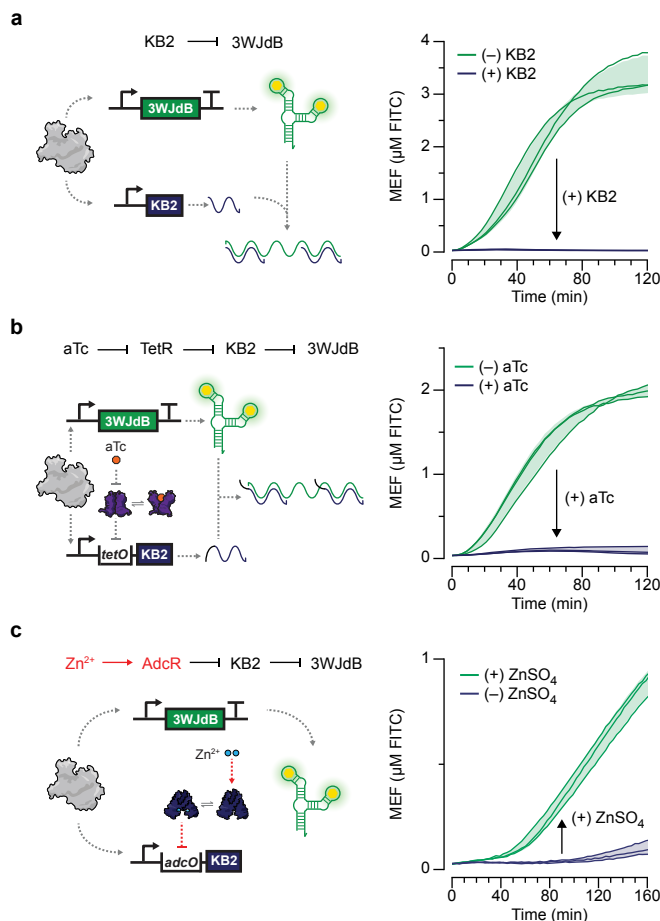 a
KB2 3WJdB
3WJdB
KB2
MEF (µM FITC)
4
3
2
1
0
(–) KB2
(+) KB2
(+) KB2
0 40 80 120
Time (min)
b
aTc TetR KB2 3WJdB
3WJdB
aTc
tetO KB2
MEF (µM FITC)
2
1
0
(–) aTc
(+) aTc
(+) aTc
0 40 80 120
Time (min)
c
Zn²⁺ AdcR KB2 3WJdB
3WJdB
Zn²⁺
adcO KB2
MEF (µM FITC)
1
0
(+) ZnSO₄
(–) ZnSO₄
(+) ZnSO₄
0 40 80 120 160
Time (min)